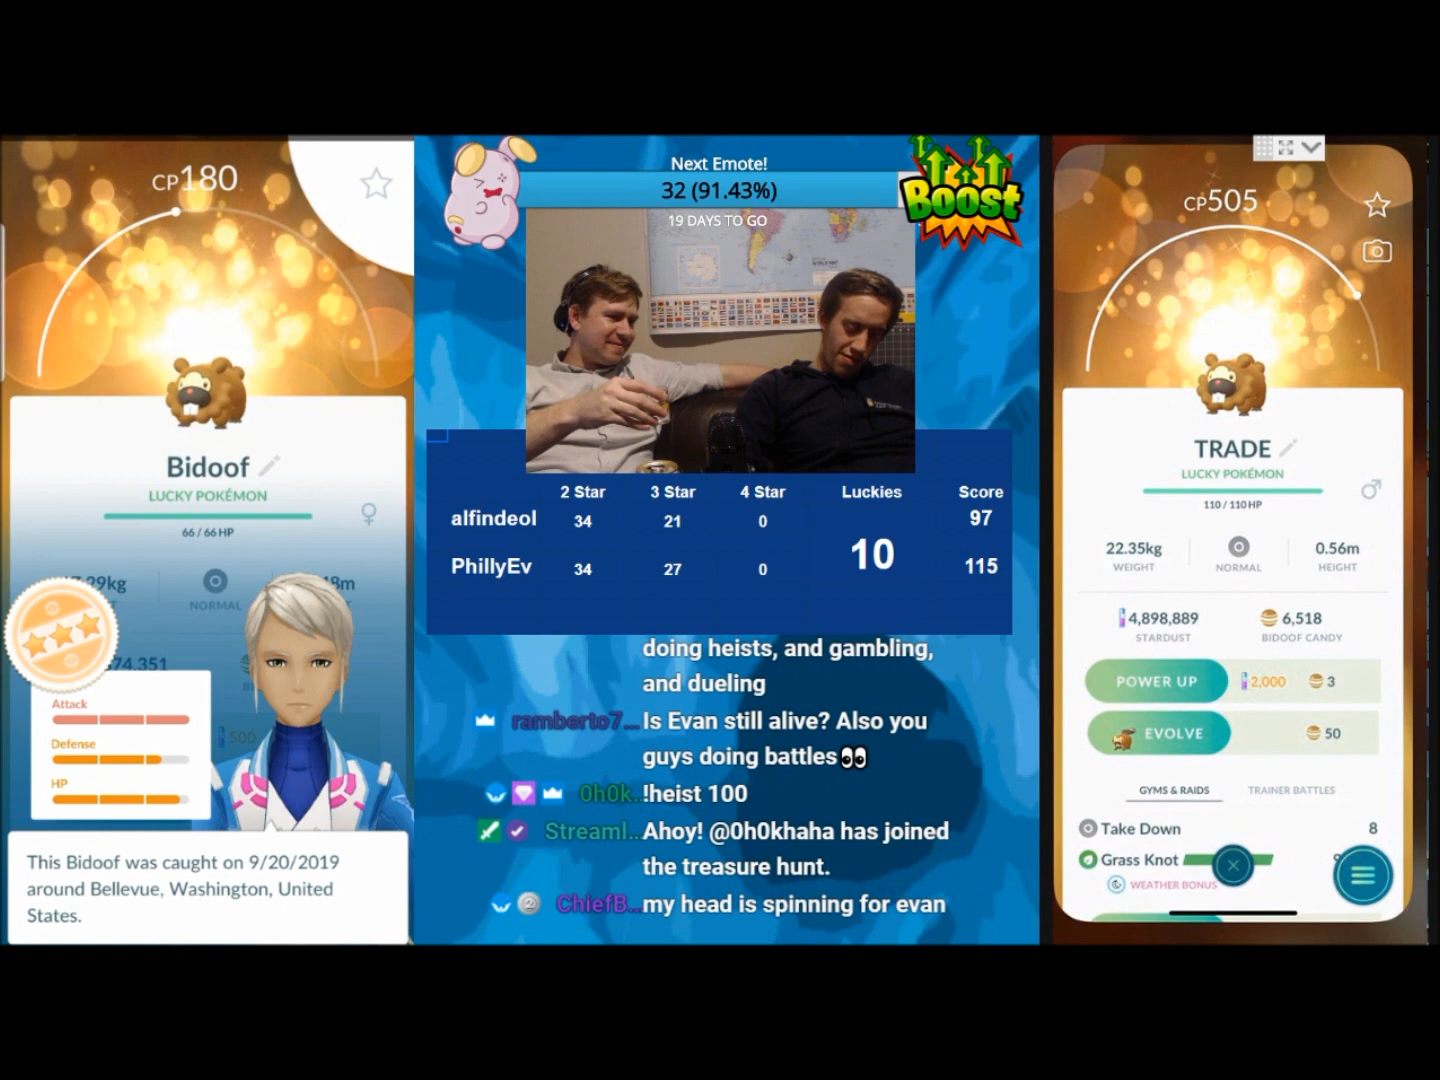 CP180
Bidoof
LUCKY POKÉMON
66 / 66 HP
NORMAL
74,351
500
Attack
Defense
HP
This Bidoof was caught on 9/20/2019
around Bellevue, Washington, United
States.
Next Emote!
32 (91.43%)
19 DAYS TO GO
Boost
2 Star 3 Star 4 Star Luckies Score
alfindeol 34 21 0 97
10
PhillyEv 34 27 0 115
doing heists, and gambling,
and dueling
ramberto7... Is Evan still alive? Also you
guys doing battles👀
0h0k... !heist 100
Streaml... Ahoy! @0h0khaha has joined
the treasure hunt.
ChiefB... my head is spinning for evan
CP505
TRADE
LUCKY POKÉMON
110 / 110 HP
22.35kg
WEIGHT
NORMAL
0.56m
HEIGHT
4,898,889
STARDUST
6,518
BIDOOF CANDY
POWER UP 2,000 3
EVOLVE 50
GYMS & RAIDS TRAINER BATTLES
Take Down 8
Grass Knot
WEATHER BONUS